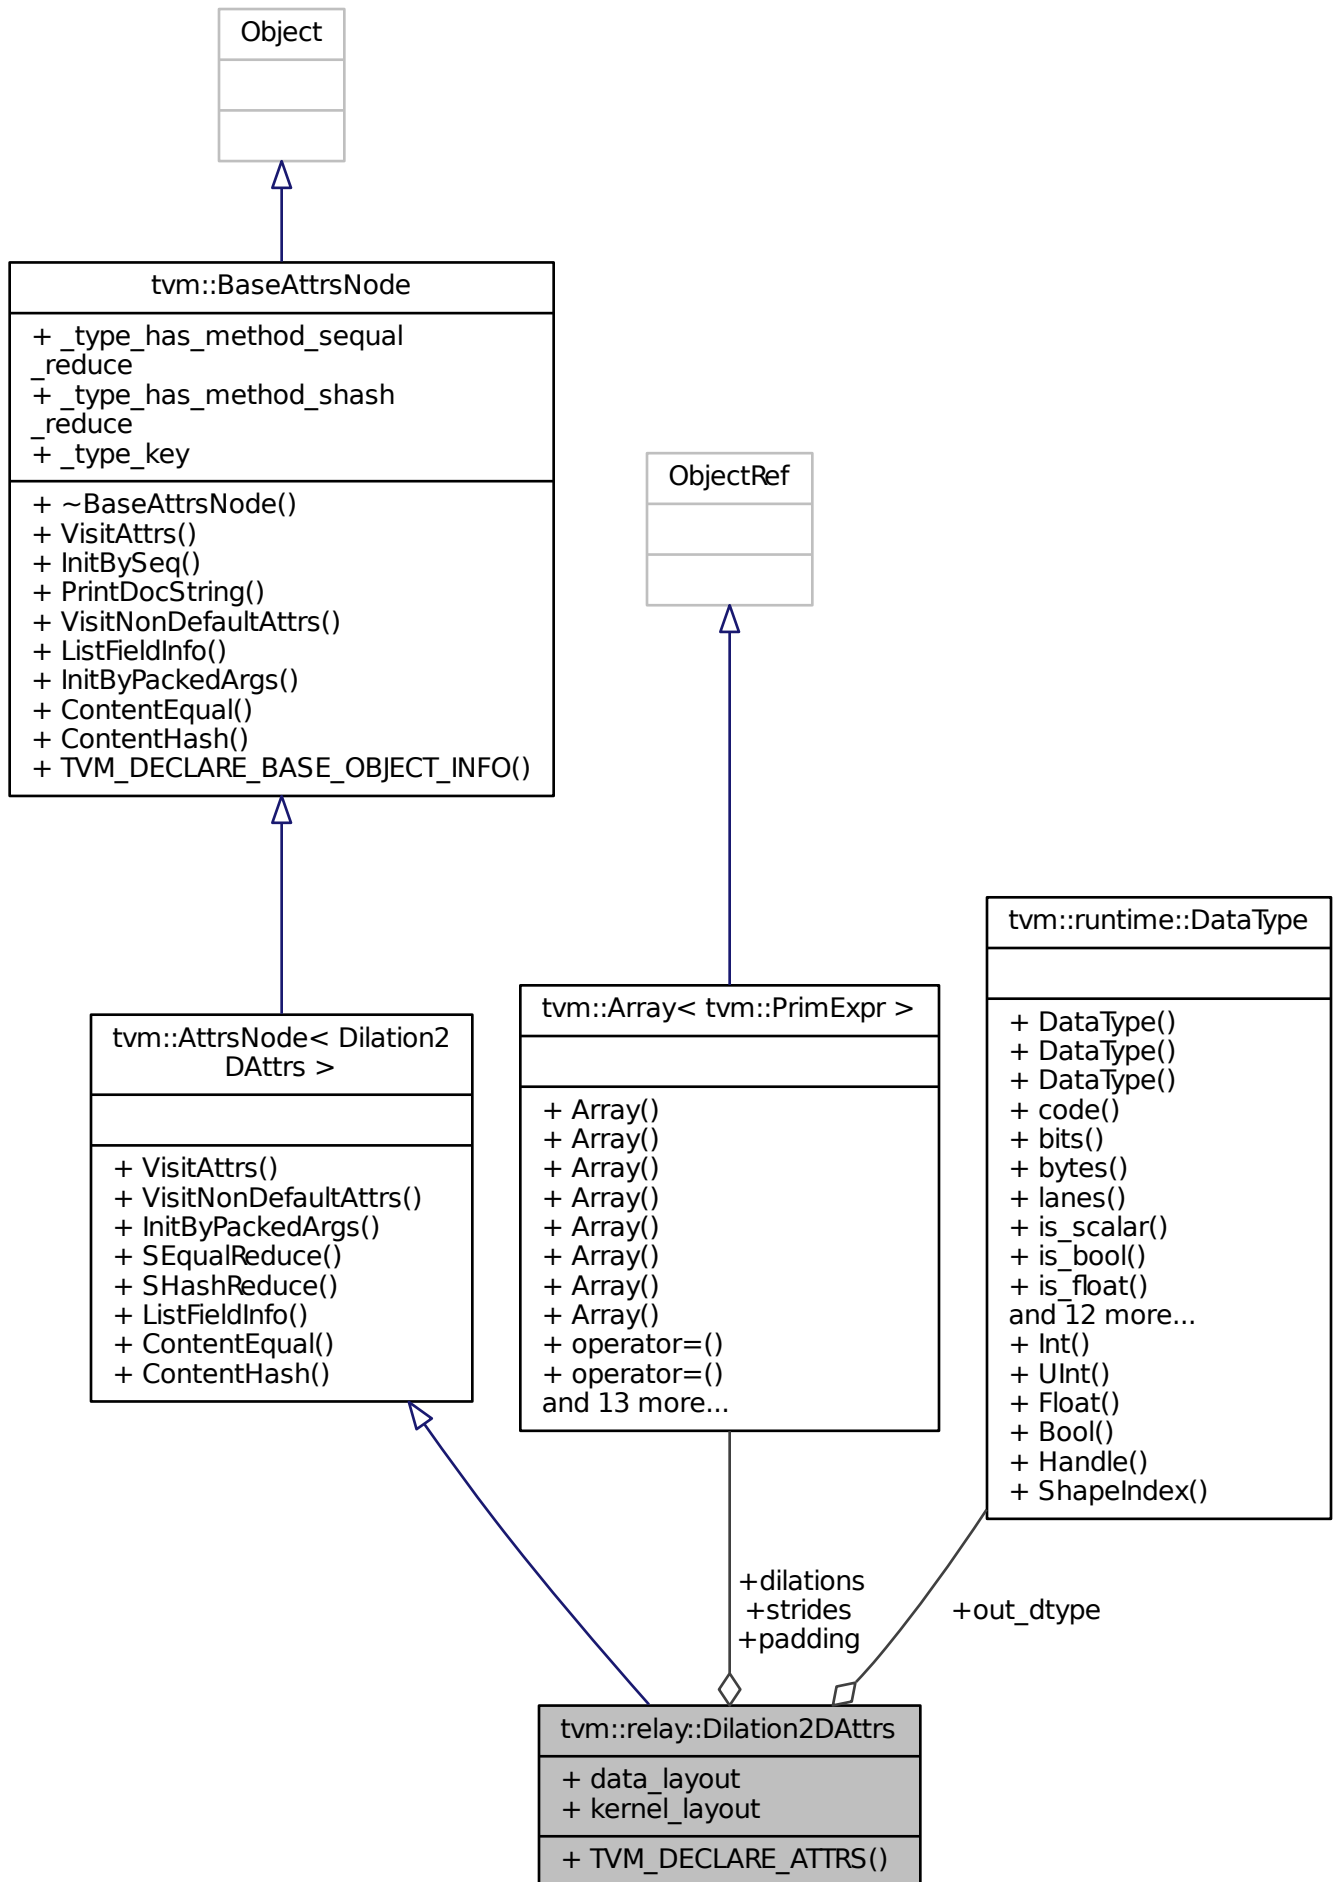 Object
tvm::BaseAttrsNode
+ _type_has_method_sequal
_reduce
+ _type_has_method_shash
_reduce
+ _type_key
+ ~BaseAttrsNode()
+ VisitAttrs()
+ InitBySeq()
+ PrintDocString()
+ VisitNonDefaultAttrs()
+ ListFieldInfo()
+ InitByPackedArgs()
+ ContentEqual()
+ ContentHash()
+ TVM_DECLARE_BASE_OBJECT_INFO()
ObjectRef
tvm::AttrsNode< Dilation2
DAttrs >
+ VisitAttrs()
+ VisitNonDefaultAttrs()
+ InitByPackedArgs()
+ SEqualReduce()
+ SHashReduce()
+ ListFieldInfo()
+ ContentEqual()
+ ContentHash()
tvm::Array< tvm::PrimExpr >
+ Array()
+ Array()
+ Array()
+ Array()
+ Array()
+ Array()
+ Array()
+ Array()
+ operator=()
+ operator=()
and 13 more...
tvm::runtime::DataType
+ DataType()
+ DataType()
+ DataType()
+ code()
+ bits()
+ bytes()
+ lanes()
+ is_scalar()
+ is_bool()
+ is_float()
and 12 more...
+ Int()
+ UInt()
+ Float()
+ Bool()
+ Handle()
+ ShapeIndex()
+dilations
+strides
+padding
+out_dtype
tvm::relay::Dilation2DAttrs
+ data_layout
+ kernel_layout
+ TVM_DECLARE_ATTRS()